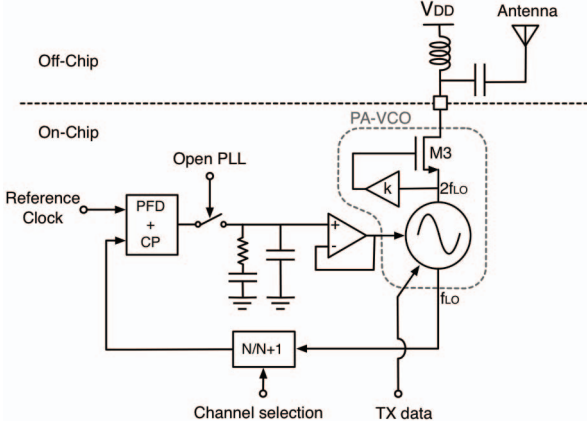 VDD
Antenna
Off-Chip
On-Chip
PA-VCO
Open PLL
M3
k
2fLO
Reference
Clock
PFD
+
CP
+
-
fLO
N/N+1
Channel selection
TX data